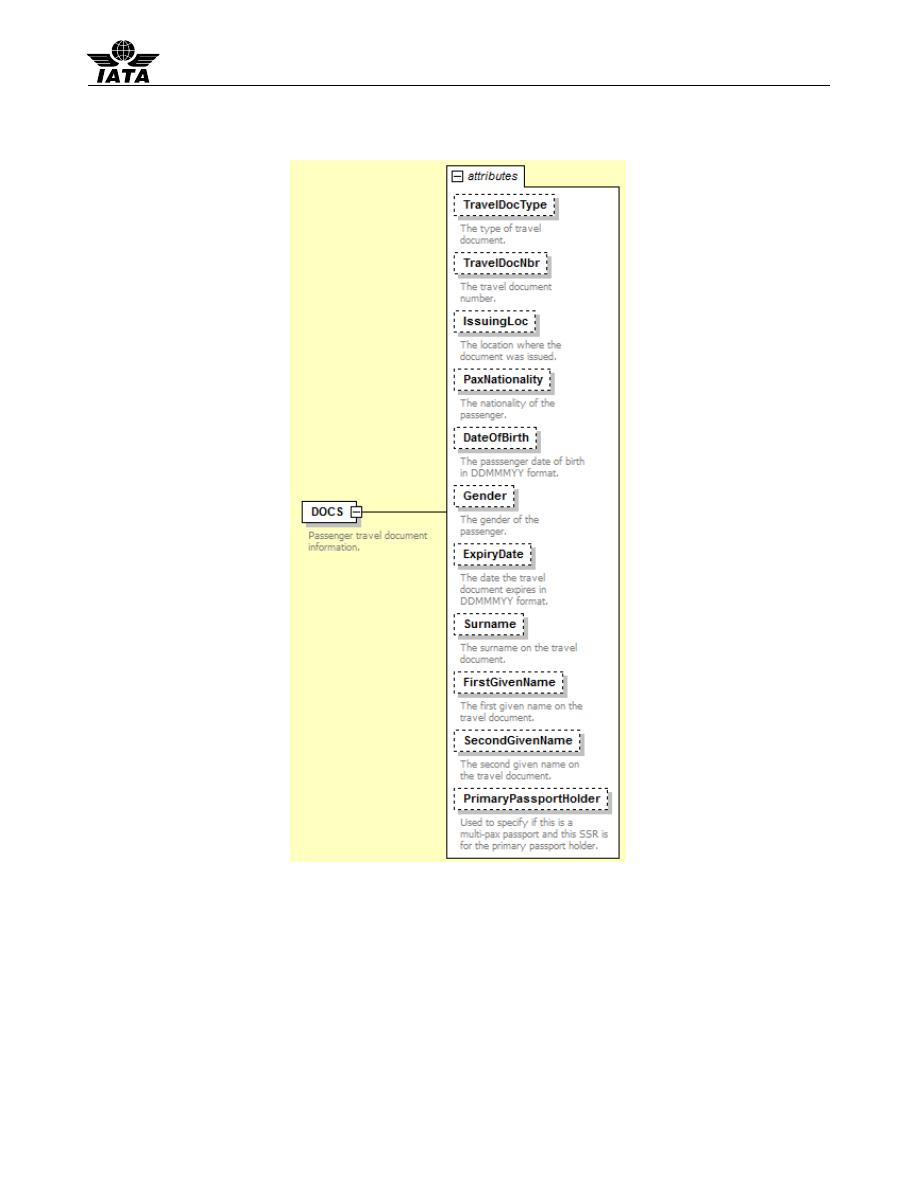 IATA
attributes
TravelDocType
The type of travel
document.
TravelDocNbr
The travel document
number.
IssuingLoc
The location where the
document was issued.
PaxNationality
The nationality of the
passenger.
DateOfBirth
The passsenger date of birth
in DDMMMYY format.
Gender
The gender of the
passenger.
DOCS
Passenger travel document
information.
ExpiryDate
The date the travel
document expires in
DDMMMYY format.
Surname
The surname on the travel
document.
FirstGivenName
The first given name on the
travel document.
SecondGivenName
The second given name on
the travel document.
PrimaryPassportHolder
Used to specify if this is a
multi-pax passport and this SSR is
for the primary passport holder.